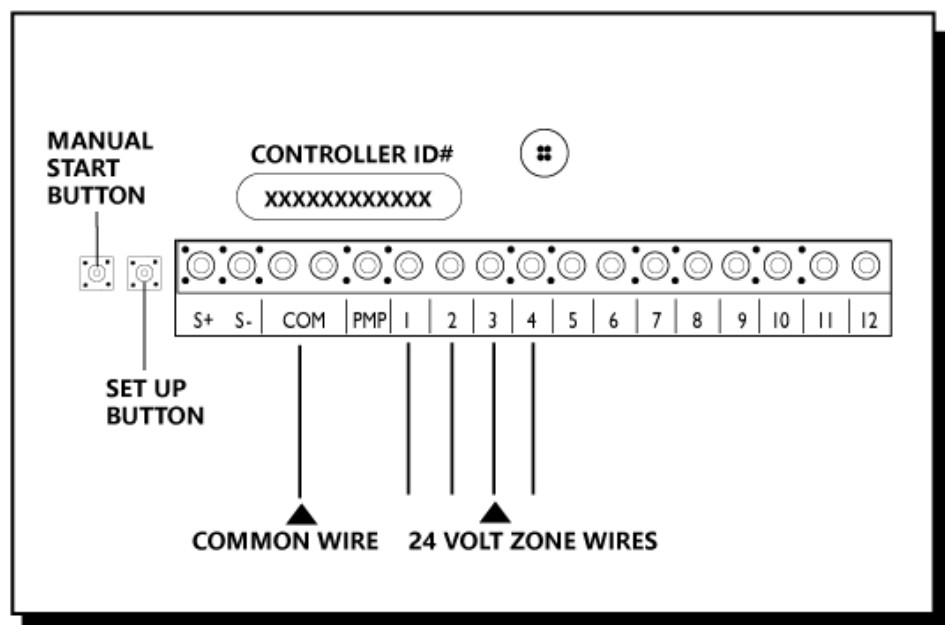 MANUAL
START
BUTTON
CONTROLLER ID#
XXXXXXXXXXXX
S+ S- COM PMP 1 2 3 4 5 6 7 8 9 10 11 12
SET UP
BUTTON
COMMON WIRE 24 VOLT ZONE WIRES